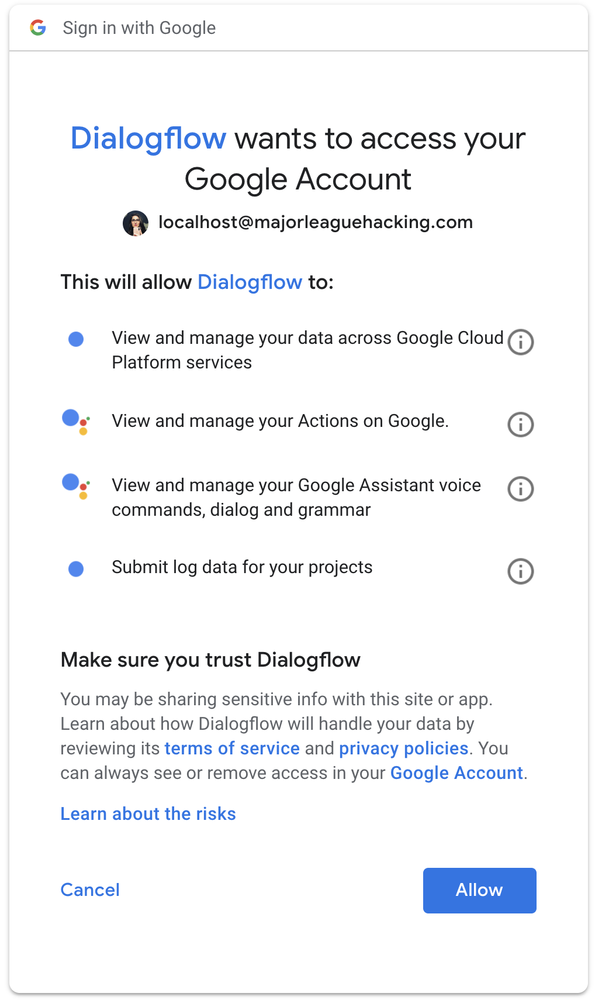 Sign in with Google
Dialogflow wants to access your
Google Account
localhost@majorleaguehacking.com
This will allow Dialogflow to:
View and manage your data across Google Cloud
Platform services
View and manage your Actions on Google.
View and manage your Google Assistant voice
commands, dialog and grammar
Submit log data for your projects
Make sure you trust Dialogflow
You may be sharing sensitive info with this site or app.
Learn about how Dialogflow will handle your data by
reviewing its terms of service and privacy policies. You
can always see or remove access in your Google Account.
Learn about the risks
Cancel
Allow